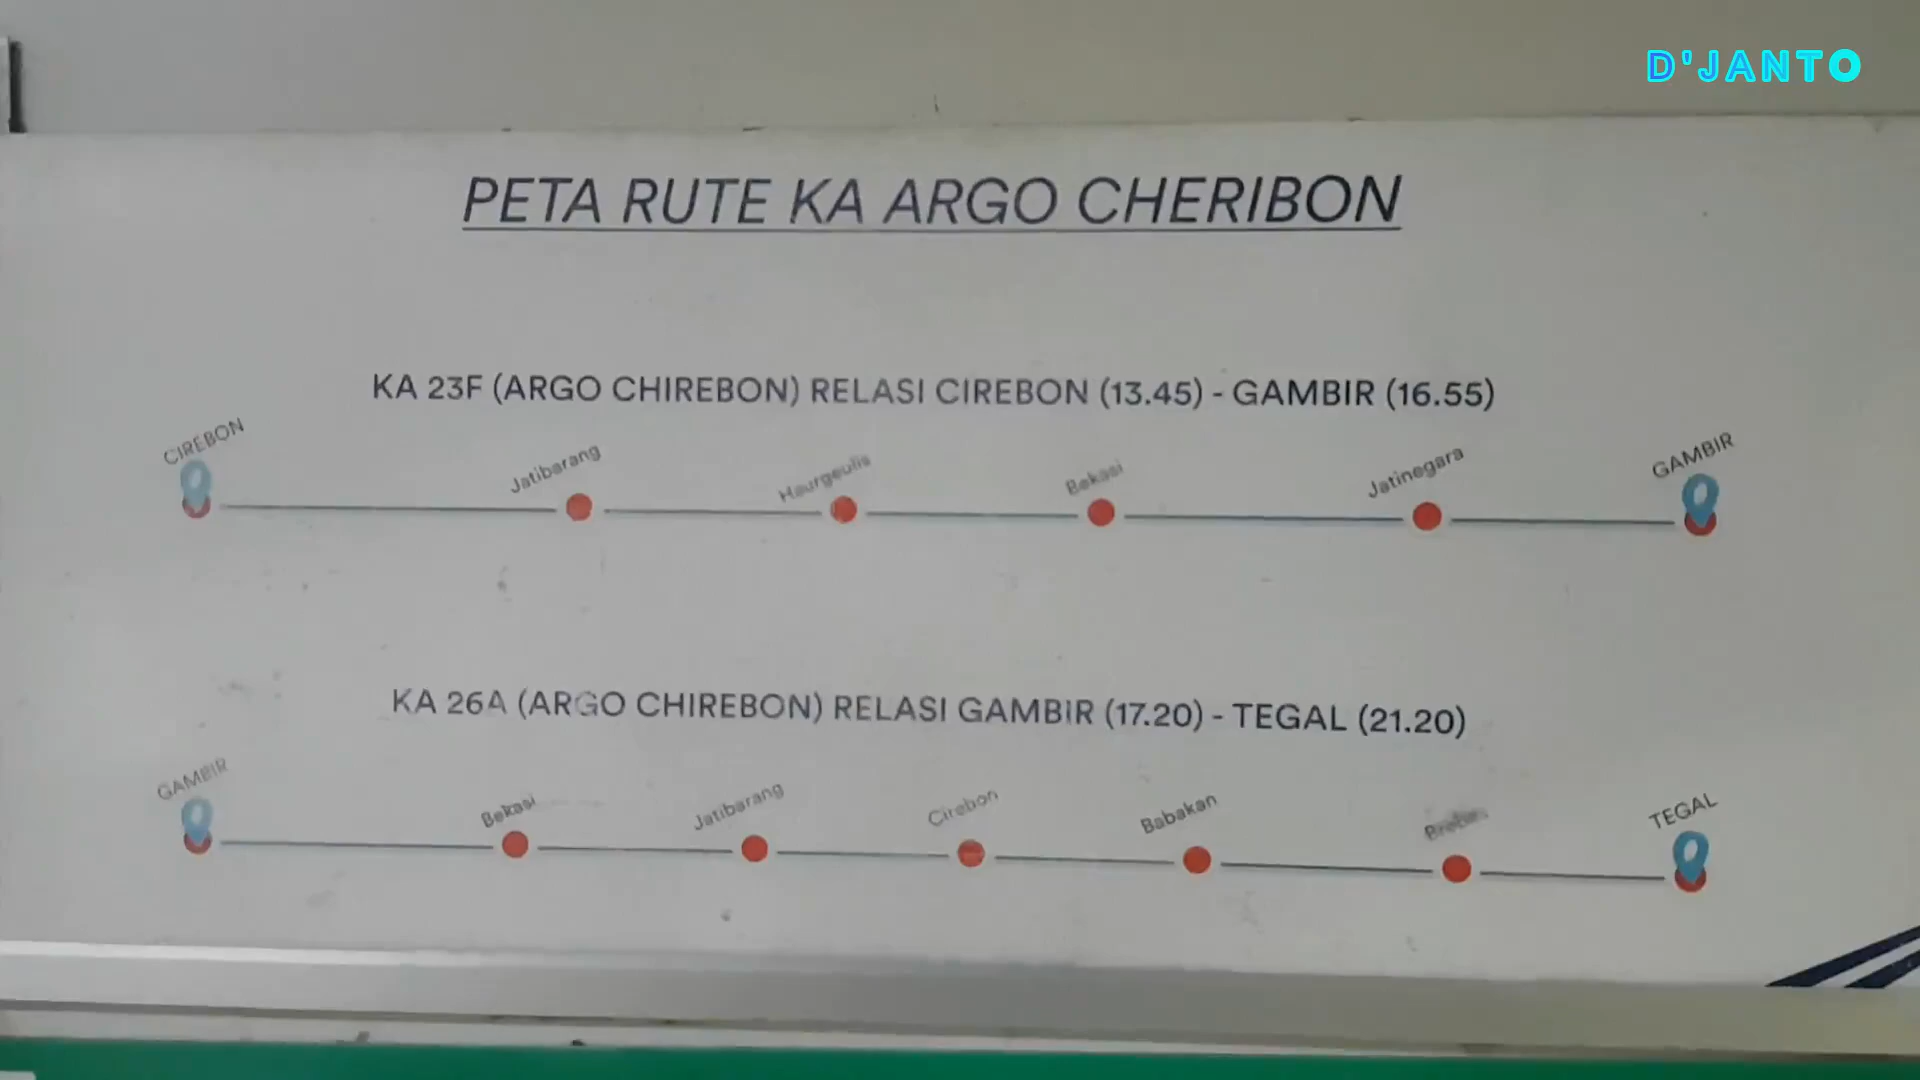 D'JANTO
PETA RUTE KA ARGO CHERIBON
KA 23F (ARGO CHIREBON) RELASI CIREBON (13.45) - GAMBIR (16.55)
CIREBON
Jatibarang
Haurgeulis
Bekasi
Jatinegara
GAMBIR
KA 26A (ARGO CHIREBON) RELASI GAMBIR (17.20) - TEGAL (21.20)
GAMBIR
Bekasi
Jatibarang
Cirebon
Babakan
Brebes
TEGAL